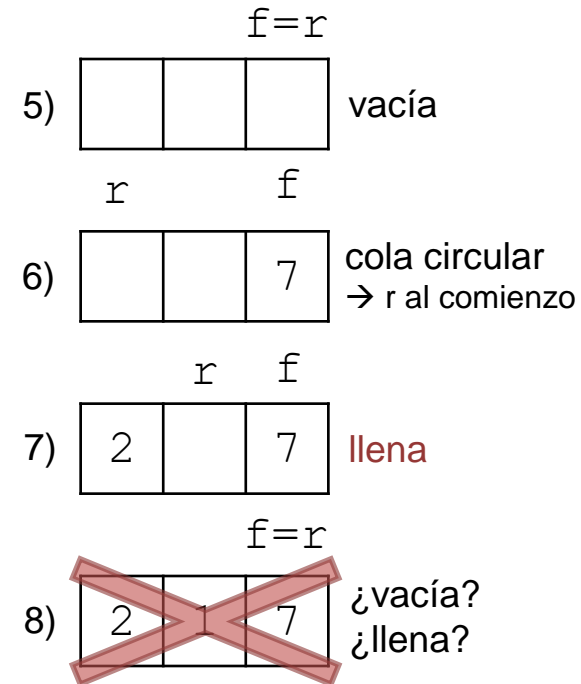 f=r
5) vacía
r f
6) 7 cola circular
→ r al comienzo
r f
7) 2 7 llena
f=r
8) 2 1 7 ¿vacía?
¿llena?